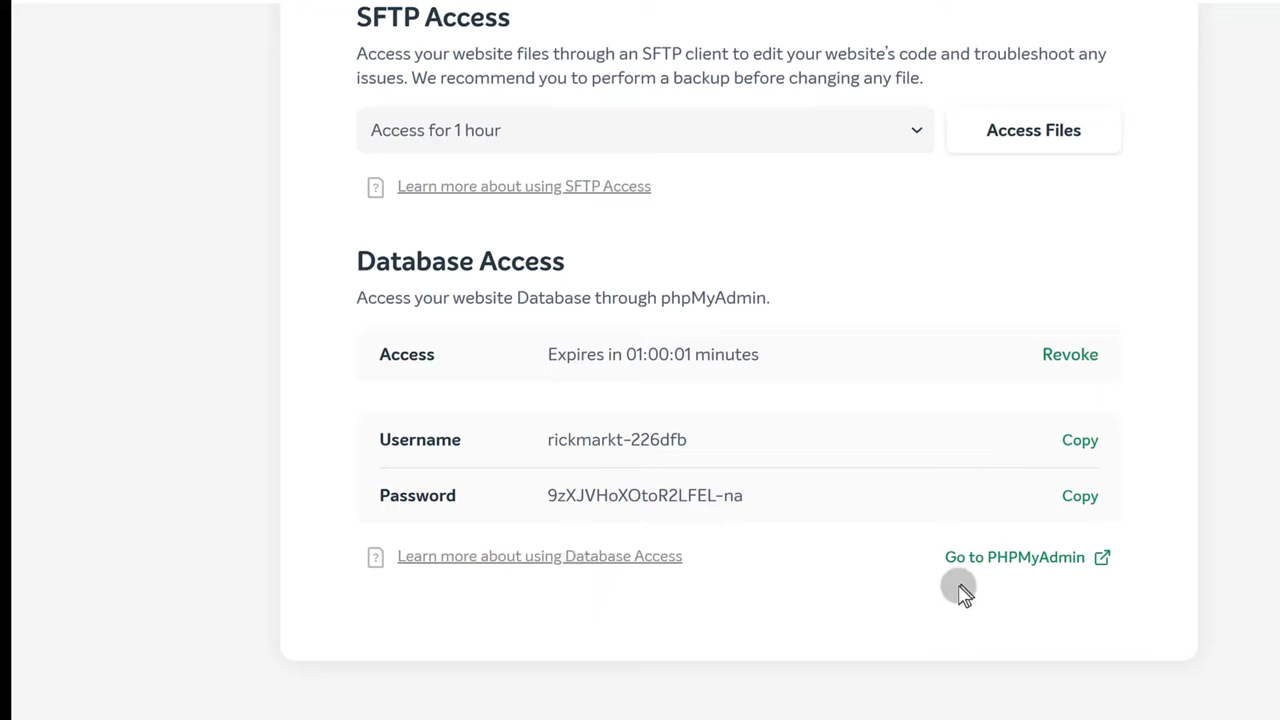 SFTP Access
Access your website files through an SFTP client to edit your website's code and troubleshoot any
issues. We recommend you to perform a backup before changing any file.
Access for 1 hour
Access Files
Learn more about using SFTP Access
Database Access
Access your website Database through phpMyAdmin.
Access Expires in 01:00:01 minutes Revoke
Username rickmarkt-226dfb Copy
Password 9zXJVHoXOtoR2LFEL-na Copy
Learn more about using Database Access
Go to PHPMyAdmin